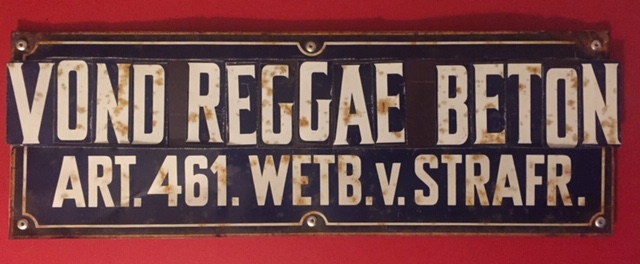 VOND REGGAE BETON
ART. 461. WETB. v. STRAFR.